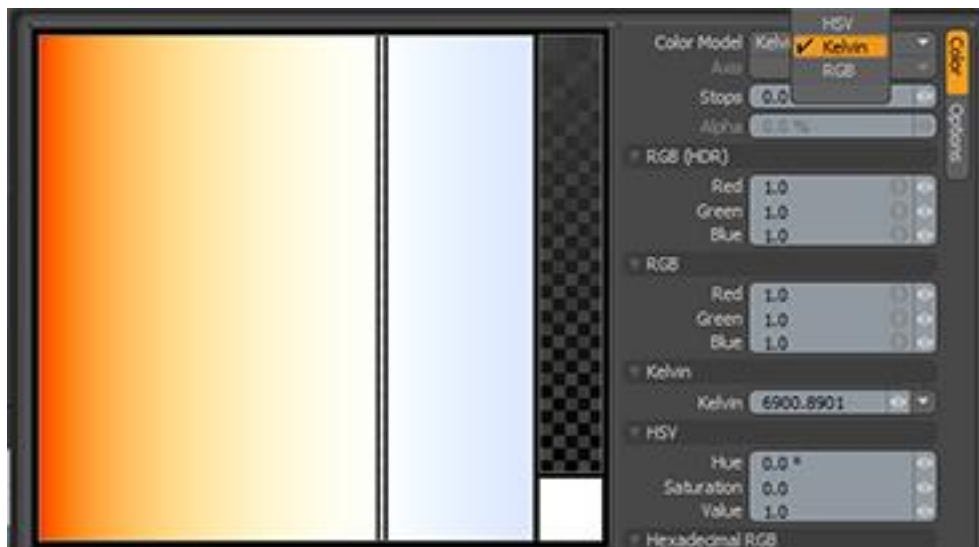 HSV
Color Model Kelvin
✔ Kelvin
Axis
RGB
Stops 0.0
Alpha 0.0 %
RGB (HDR)
Red 1.0
Green 1.0
Blue 1.0
RGB
Red 1.0
Green 1.0
Blue 1.0
Kelvin
Kelvin 6900.8901
HSV
Hue 0.0 °
Saturation 0.0
Value 1.0
Hexadecimal RGB
Color
Options